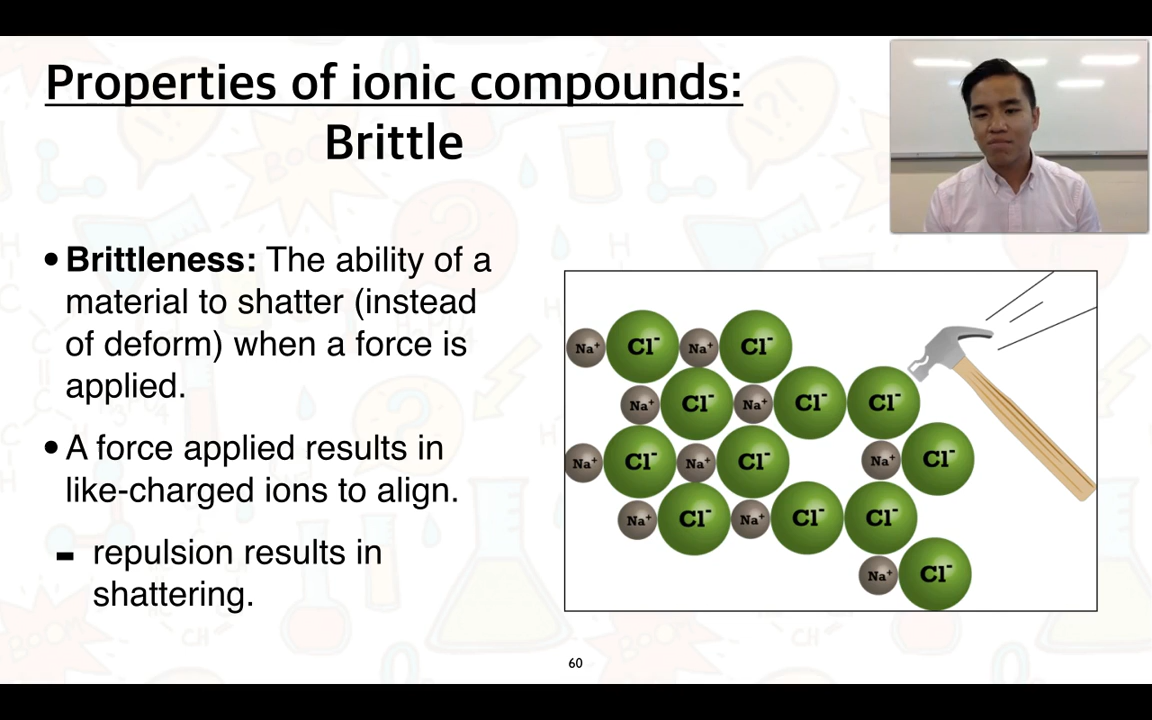 Properties of ionic compounds:
Brittle
• Brittleness: The ability of a
material to shatter (instead
of deform) when a force is
applied.
• A force applied results in
like-charged ions to align.
- repulsion results in
shattering.
Na⁺ Cl⁻ Na⁺ Cl⁻
Na⁺ Cl⁻ Na⁺ Cl⁻ Cl⁻
Na⁺ Cl⁻ Na⁺ Cl⁻ Na⁺ Cl⁻
Na⁺ Cl⁻ Na⁺ Cl⁻ Cl⁻
Na⁺ Cl⁻
60